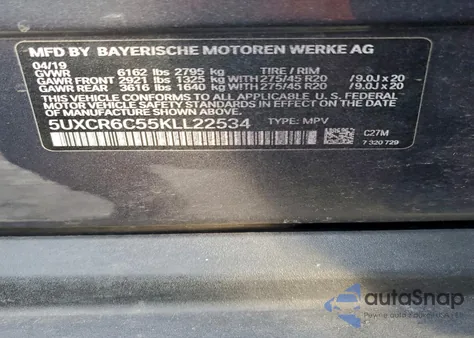 MFD BY BAYERISCHE MOTOREN WERKE AG
04/19
GVWR 6162 lbs 2795 kg TIRE / RIM
GAWR FRONT 2921 lbs 1325 kg WITH 275/45 R20 /9.0J x 20
GAWR REAR 3616 lbs 1640 kg WITH 275/45 R20 /9.0J x 20
THIS VEHICLE CONFORMS TO ALL APPLICABLE FEDERAL MOTOR VEHICLE SAFETY STANDARDS IN EFFECT ON THE DATE OF MANUFACTURE SHOWN ABOVE.
5UXCR6C55KLL22534 TYPE: MPV
C27M
7 320 729
autoSnap